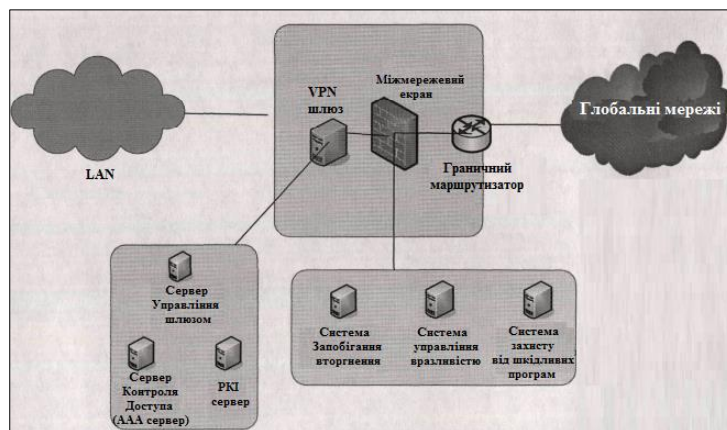 VPN
шлюз
Міжмережевий
екран
Глобальні мережі
Граничний
маршрутизатор
LAN
Сервер
Управління
шлюзом
Сервер
Контроля
Доступа
(ААА сервер)
PKI
сервер
Система
Запобігання
вторгнення
Система
управління
вразливістю
Система
захисту
від шкідливих
програм